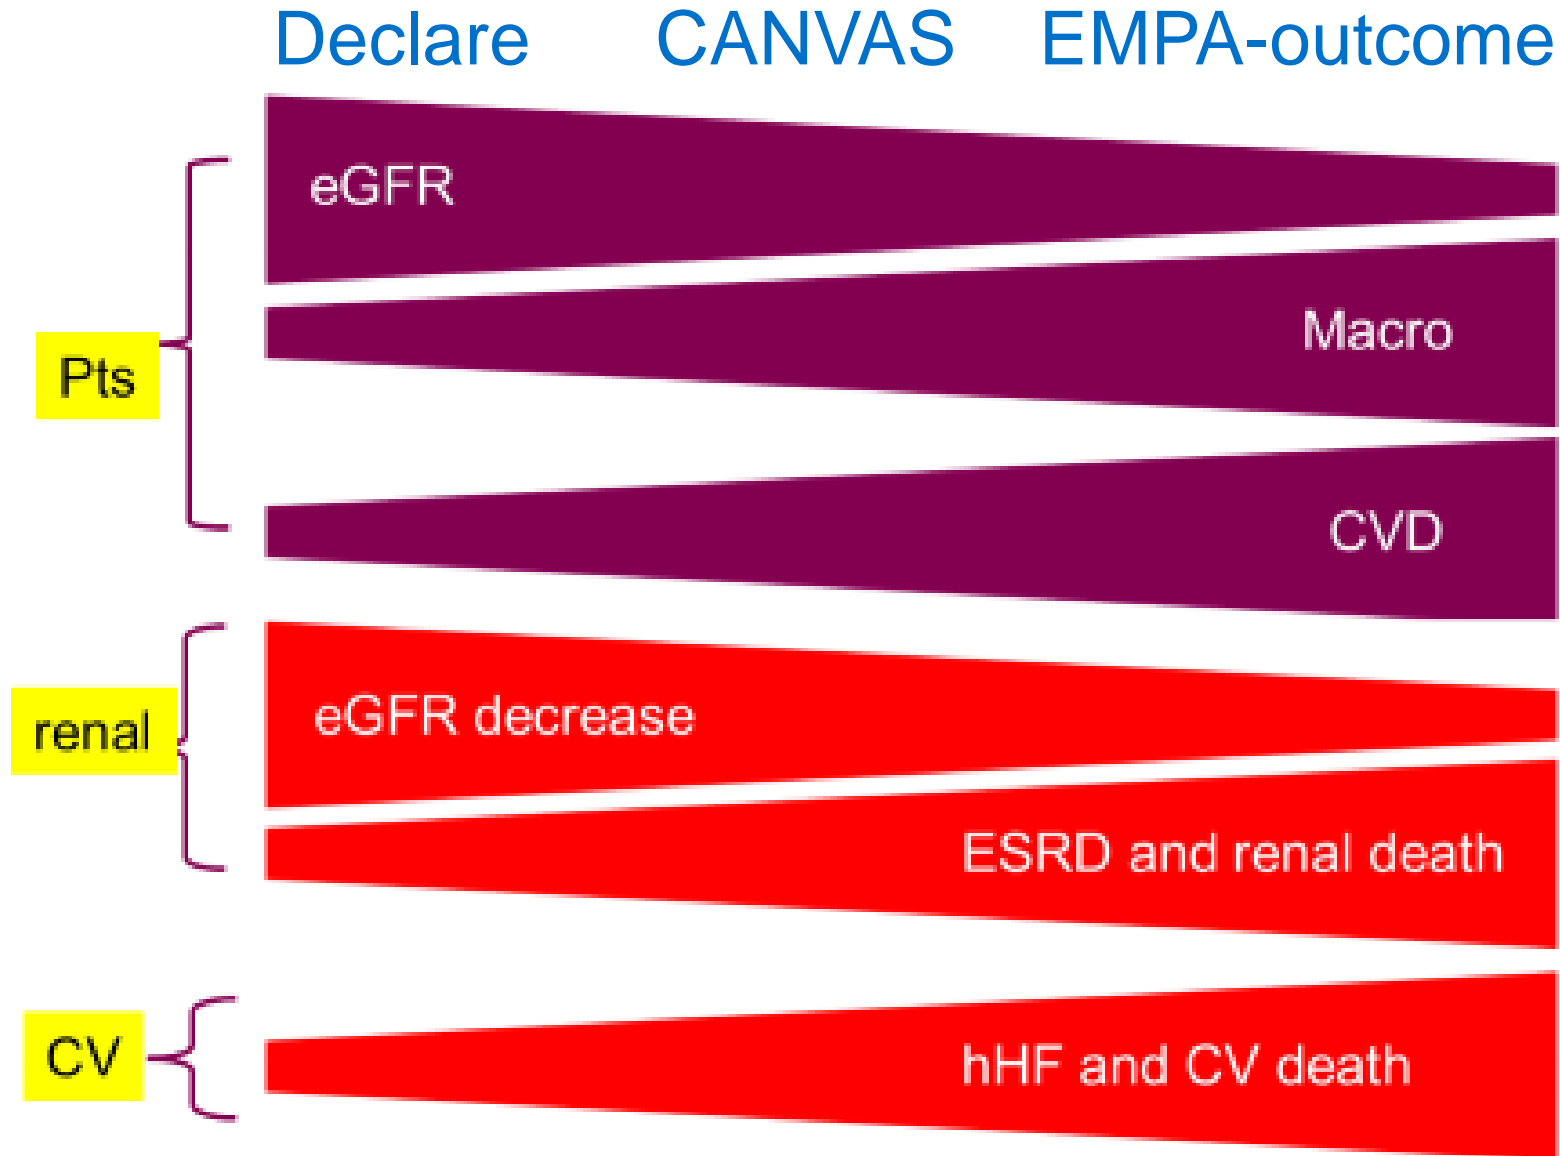 Declare CANVAS EMPA-outcome
eGFR
Macro
Pts
CVD
eGFR decrease
renal
ESRD and renal death
CV
hHF and CV death